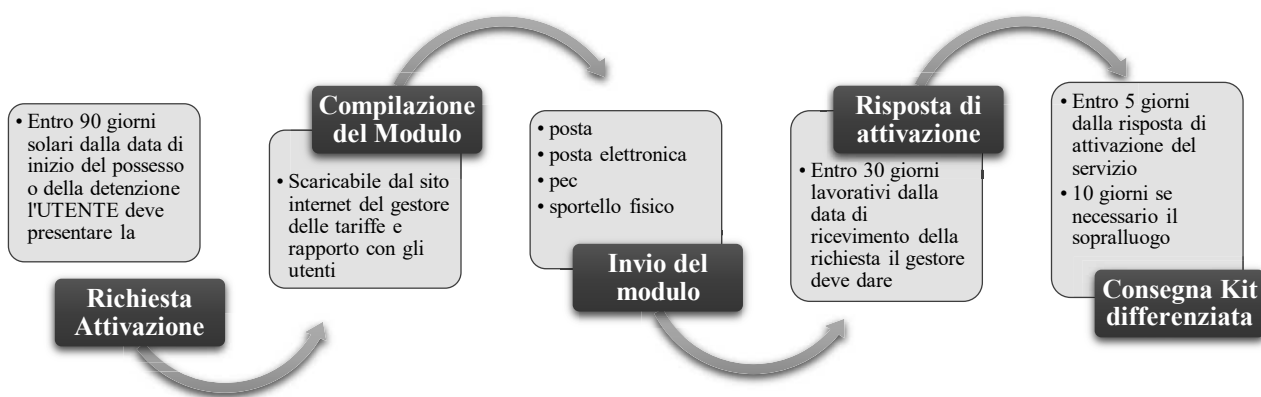 • Entro 90 giorni
solari dalla data di
inizio del possesso
o della detenzione
l'UTENTE deve
presentare la
Richiesta
Attivazione
Compilazione
del Modulo
• Scaricabile dal sito
internet del gestore
delle tariffe e
rapporto con gli
utenti
• posta
• posta elettronica
• pec
• sportello fisico
Invio del
modulo
Risposta di
attivazione
• Entro 30 giorni
lavorativi dalla
data di
ricevimento della
richiesta il gestore
deve dare
• Entro 5 giorni
dalla risposta di
attivazione del
servizio
• 10 giorni se
necessario il
sopralluogo
Consegna Kit
differenziata